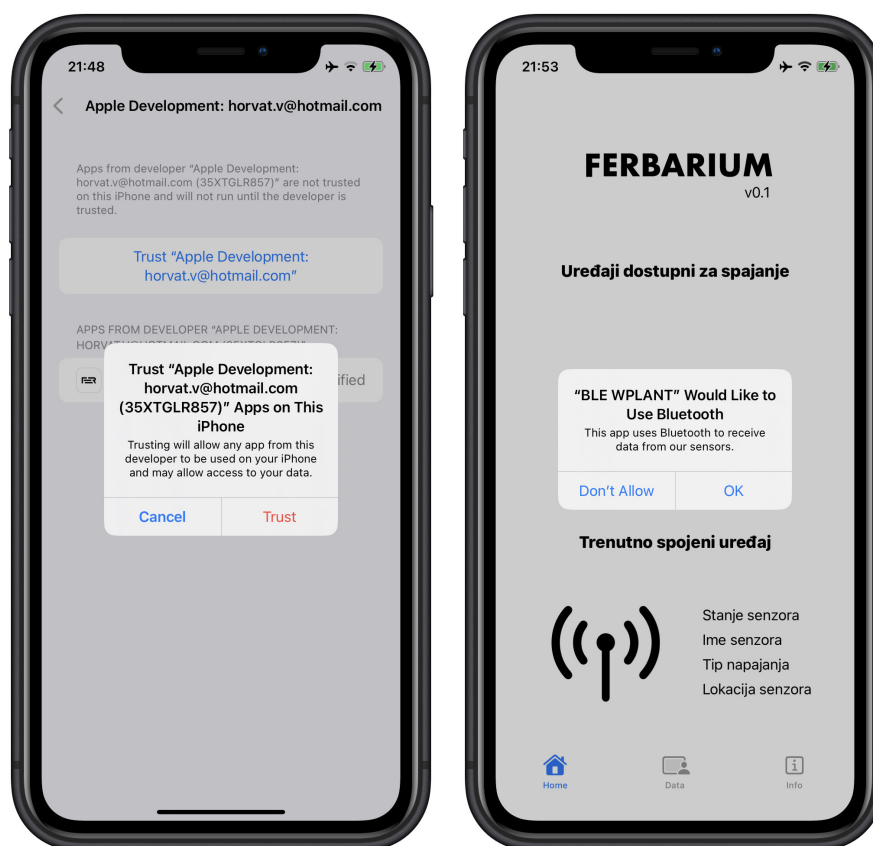 21:48
Apple Development: horvat.v@hotmail.com
Apps from developer “Apple Development:
horvat.v@hotmail.com (35XTGLR857)” are not trusted
on this iPhone and will not run until the developer is
trusted.
Trust “Apple Development:
horvat.v@hotmail.com”
APPS FROM DEVELOPER “APPLE DEVELOPMENT:
FER
ified
Trust “Apple Development:
horvat.v@hotmail.com
(35XTGLR857)” Apps on This
iPhone
Trusting will allow any app from this
developer to be used on your iPhone
and may allow access to your data.
Cancel
Trust
21:53
FERBARIUM
v0.1
Uređaji dostupni za spajanje
“BLE WPLANT” Would Like to
Use Bluetooth
This app uses Bluetooth to receive
data from our sensors.
Don’t Allow
OK
Trenutno spojeni uređaj
Stanje senzora
Ime senzora
Tip napajanja
Lokacija senzora
Home
Data
Info